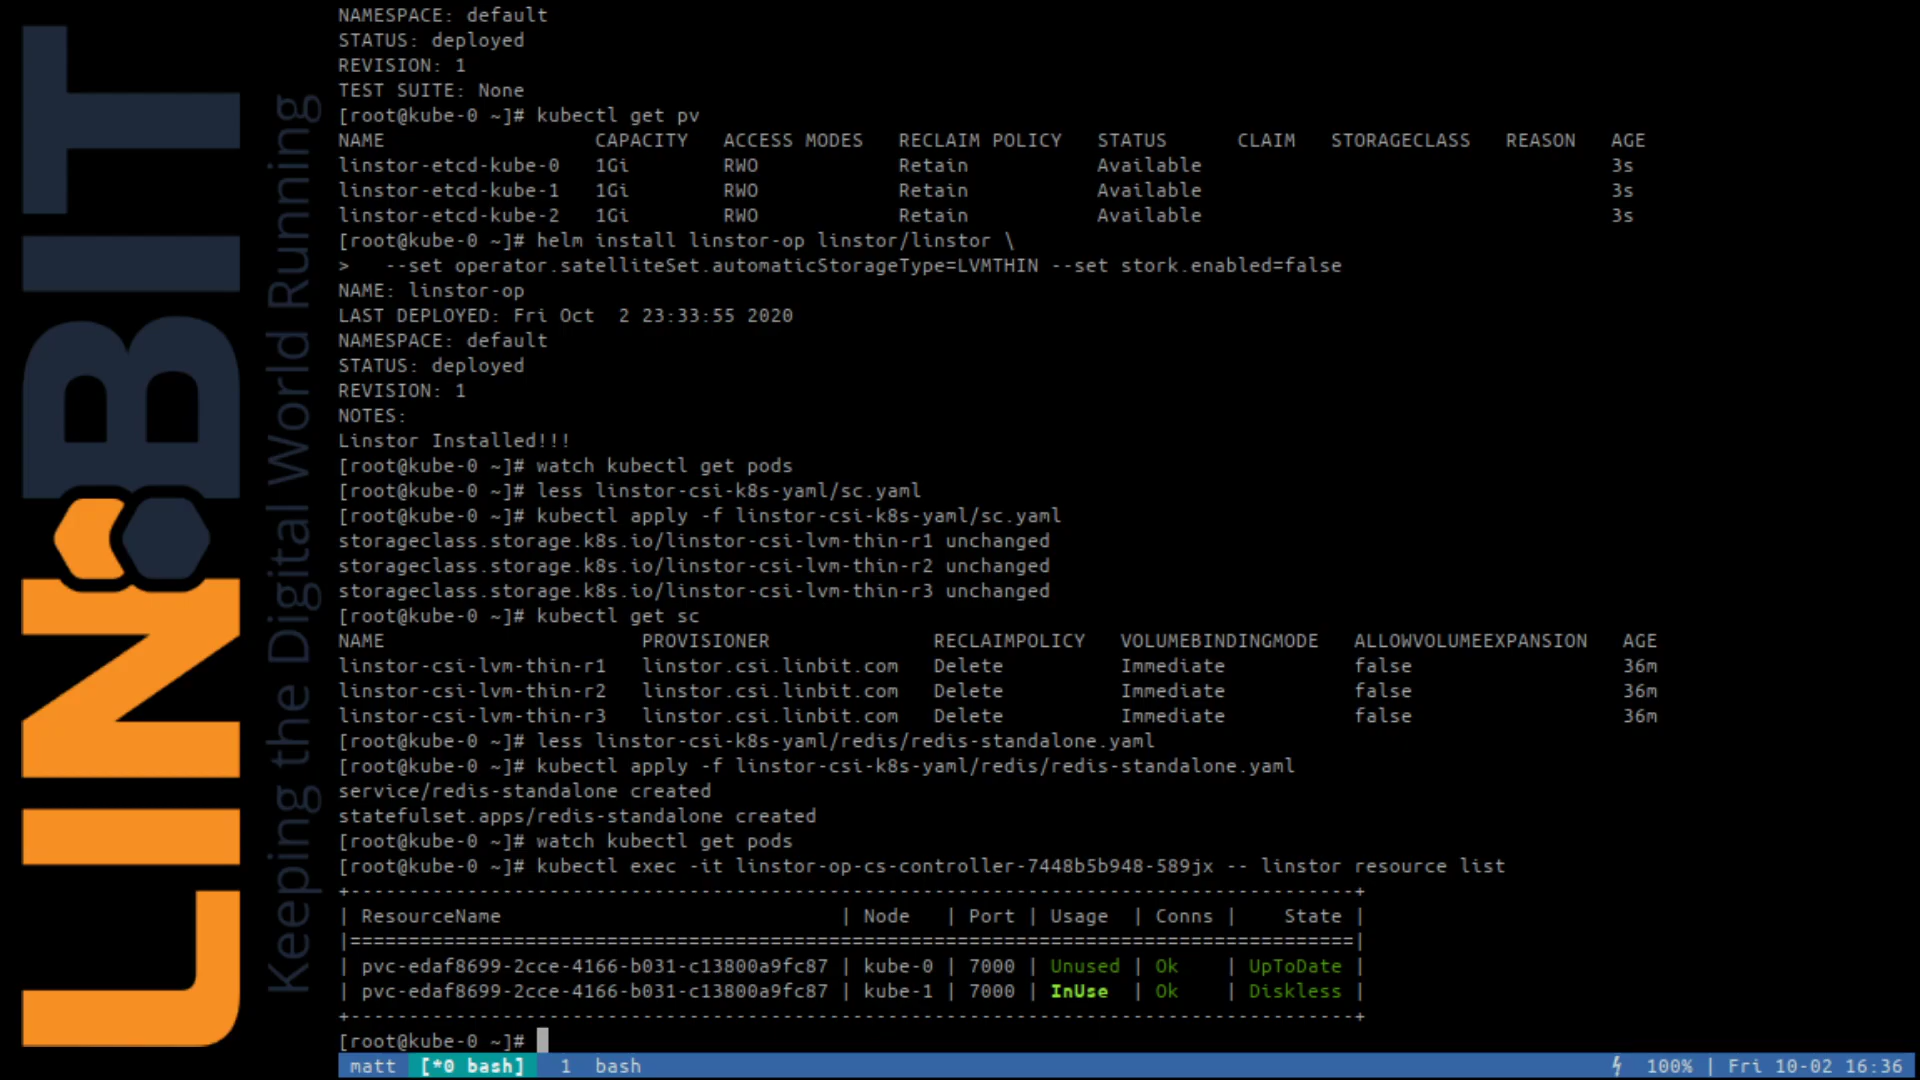 LINBIT
Keeping the Digital World Running
NAMESPACE: default
STATUS: deployed
REVISION: 1
TEST SUITE: None
[root@kube-0 ~]# kubectl get pv
NAME                  CAPACITY   ACCESS MODES   RECLAIM POLICY   STATUS      CLAIM   STORAGECLASS   REASON   AGE
linstor-etcd-kube-0   1Gi        RWO            Retain           Available                                   3s
linstor-etcd-kube-1   1Gi        RWO            Retain           Available                                   3s
linstor-etcd-kube-2   1Gi        RWO            Retain           Available                                   3s
[root@kube-0 ~]# helm install linstor-op linstor/linstor \
>   --set operator.satelliteSet.automaticStorageType=LVMTHIN --set stork.enabled=false
NAME: linstor-op
LAST DEPLOYED: Fri Oct  2 23:33:55 2020
NAMESPACE: default
STATUS: deployed
REVISION: 1
NOTES:
Linstor Installed!!!
[root@kube-0 ~]# watch kubectl get pods
[root@kube-0 ~]# less linstor-csi-k8s-yaml/sc.yaml
[root@kube-0 ~]# kubectl apply -f linstor-csi-k8s-yaml/sc.yaml
storageclass.storage.k8s.io/linstor-csi-lvm-thin-r1 unchanged
storageclass.storage.k8s.io/linstor-csi-lvm-thin-r2 unchanged
storageclass.storage.k8s.io/linstor-csi-lvm-thin-r3 unchanged
[root@kube-0 ~]# kubectl get sc
NAME                      PROVISIONER              RECLAIMPOLICY   VOLUMEBINDINGMODE   ALLOWVOLUMEEXPANSION   AGE
linstor-csi-lvm-thin-r1   linstor.csi.linbit.com   Delete          Immediate           false                  36m
linstor-csi-lvm-thin-r2   linstor.csi.linbit.com   Delete          Immediate           false                  36m
linstor-csi-lvm-thin-r3   linstor.csi.linbit.com   Delete          Immediate           false                  36m
[root@kube-0 ~]# less linstor-csi-k8s-yaml/redis/redis-standalone.yaml
[root@kube-0 ~]# kubectl apply -f linstor-csi-k8s-yaml/redis/redis-standalone.yaml
service/redis-standalone created
statefulset.apps/redis-standalone created
[root@kube-0 ~]# watch kubectl get pods
[root@kube-0 ~]# kubectl exec -it linstor-op-cs-controller-7448b5b948-589jx -- linstor resource list
+--------------------------------------------------------------------------------------+
| ResourceName                             | Node   | Port | Usage  | Conns |    State |
|======================================================================================|
| pvc-edaf8699-2cce-4166-b031-c13800a9fc87 | kube-0 | 7000 | Unused | Ok    | UpToDate |
| pvc-edaf8699-2cce-4166-b031-c13800a9fc87 | kube-1 | 7000 | InUse  | Ok    | Diskless |
+--------------------------------------------------------------------------------------+
[root@kube-0 ~]#
matt [*0 bash] 1 bash 100% | Fri 10-02 16:36